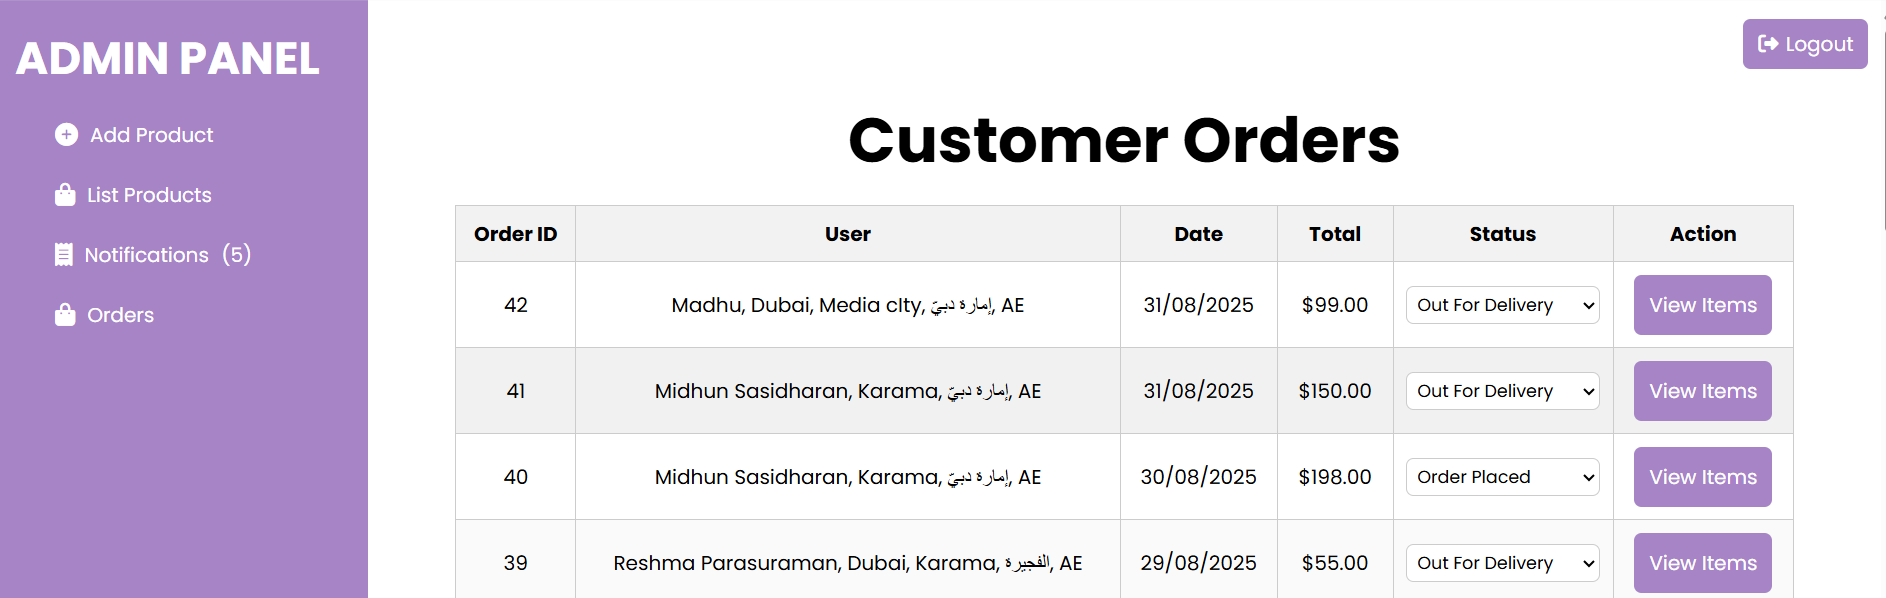 ADMIN PANEL
Add Product
List Products
Notifications (5)
Orders
Logout
Customer Orders
Order ID User Date Total Status Action
42 Madhu, Dubai, Media cIty, إمارة دبيّ, AE 31/08/2025 $99.00 Out For Delivery View Items
41 Midhun Sasidharan, Karama, إمارة دبيّ, AE 31/08/2025 $150.00 Out For Delivery View Items
40 Midhun Sasidharan, Karama, إمارة دبيّ, AE 30/08/2025 $198.00 Order Placed View Items
39 Reshma Parasuraman, Dubai, Karama, الفجيرة, AE 29/08/2025 $55.00 Out For Delivery View Items